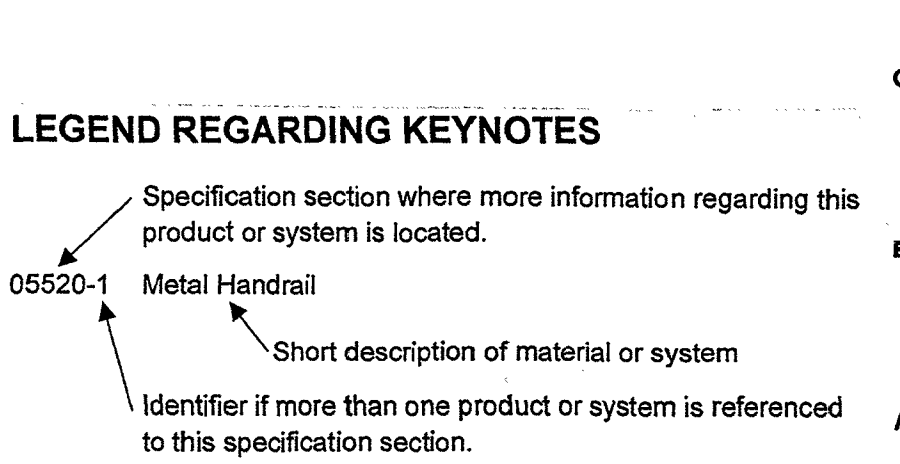 LEGEND REGARDING KEYNOTES
Specification section where more information regarding this
product or system is located.
05520-1 Metal Handrail
Short description of material or system
Identifier if more than one product or system is referenced
to this specification section.